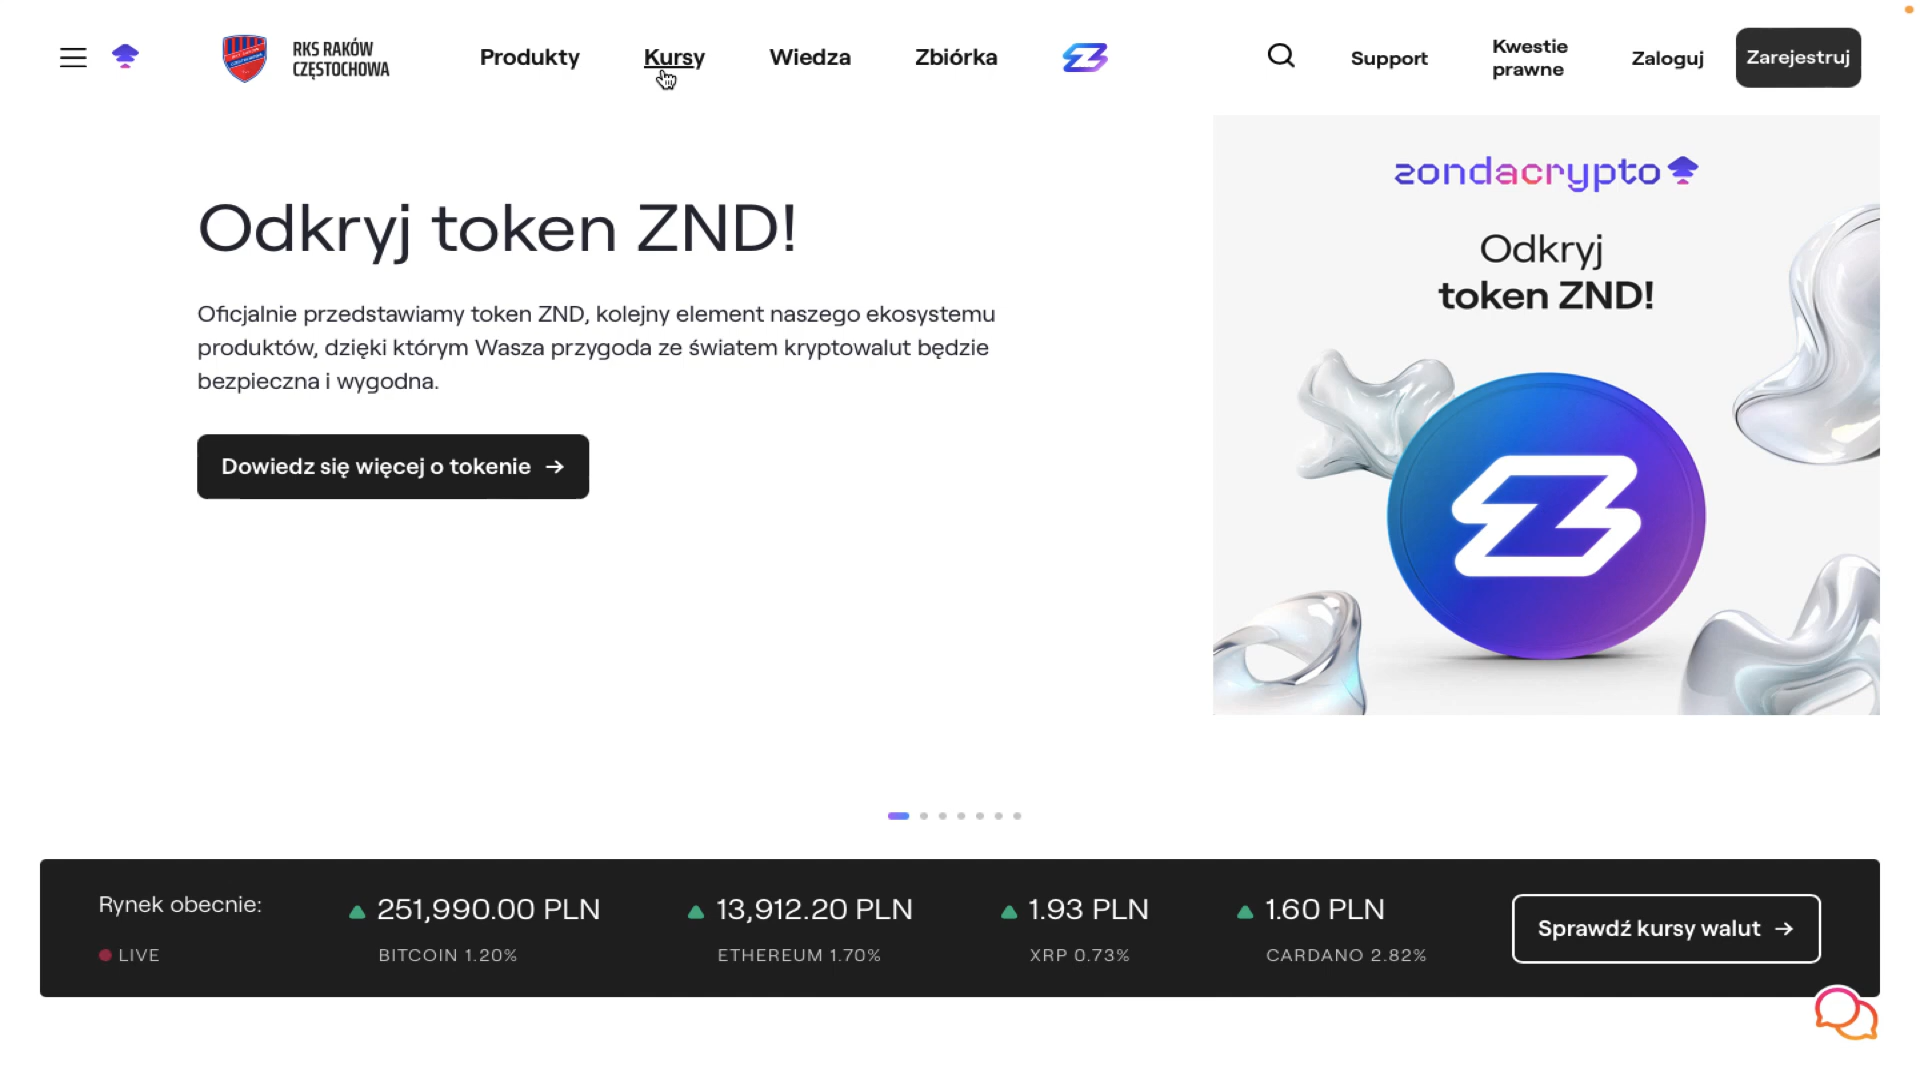 RKS RAKÓW
CZĘSTOCHOWA
Produkty
Kursy
Wiedza
Zbiórka
Support
Kwestie
prawne
Zaloguj
Zarejestruj
Odkryj token ZND!
Oficjalnie przedstawiamy token ZND, kolejny element naszego ekosystemu
produktów, dzięki którym Wasza przygoda ze światem kryptowalut będzie
bezpieczna i wygodna.
Dowiedz się więcej o tokenie →
zondacrypto
Odkryj
token ZND!
Rynek obecnie:
LIVE
251,990.00 PLN
BITCOIN 1.20%
13,912.20 PLN
ETHEREUM 1.70%
1.93 PLN
XRP 0.73%
1.60 PLN
CARDANO 2.82%
Sprawdź kursy walut →